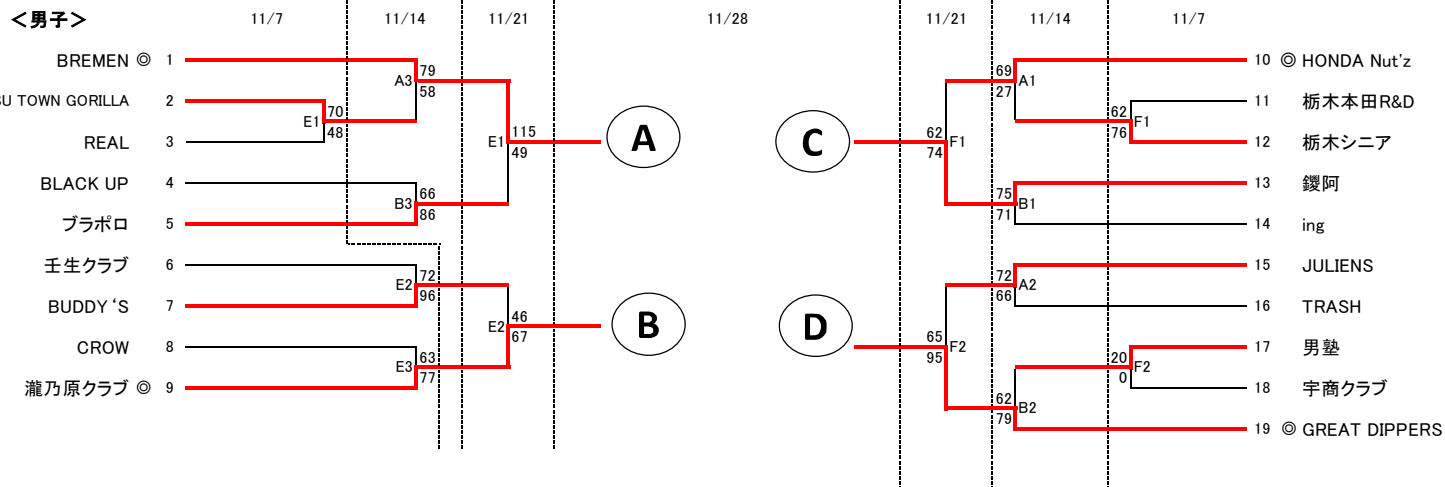 ＜男子＞ 11/7 11/14 11/21 11/28 11/21 11/14 11/7
BREMEN ◎ 1
79
A3
58
SU TOWN GORILLA 2
70
E1
48
REAL 3
115
E1
49
A
BLACK UP 4
66
B3
86
ブラポロ 5
壬生クラブ 6
72
E2
96
BUDDY‘S 7
46
E2
67
B
CROW 8
63
E3
77
瀧乃原クラブ ◎ 9
10 ◎ HONDA Nut'z
69
A1
27
11 栃木本田R&D
62
F1
76
12 栃木シニア
C
62
F1
74
13 鑁阿
75
B1
71
14 ing
15 JULIENS
72
A2
66
16 TRASH
D
65
F2
95
17 男塾
20
F2
0
18 宇商クラブ
62
B2
79
19 ◎ GREAT DIPPERS